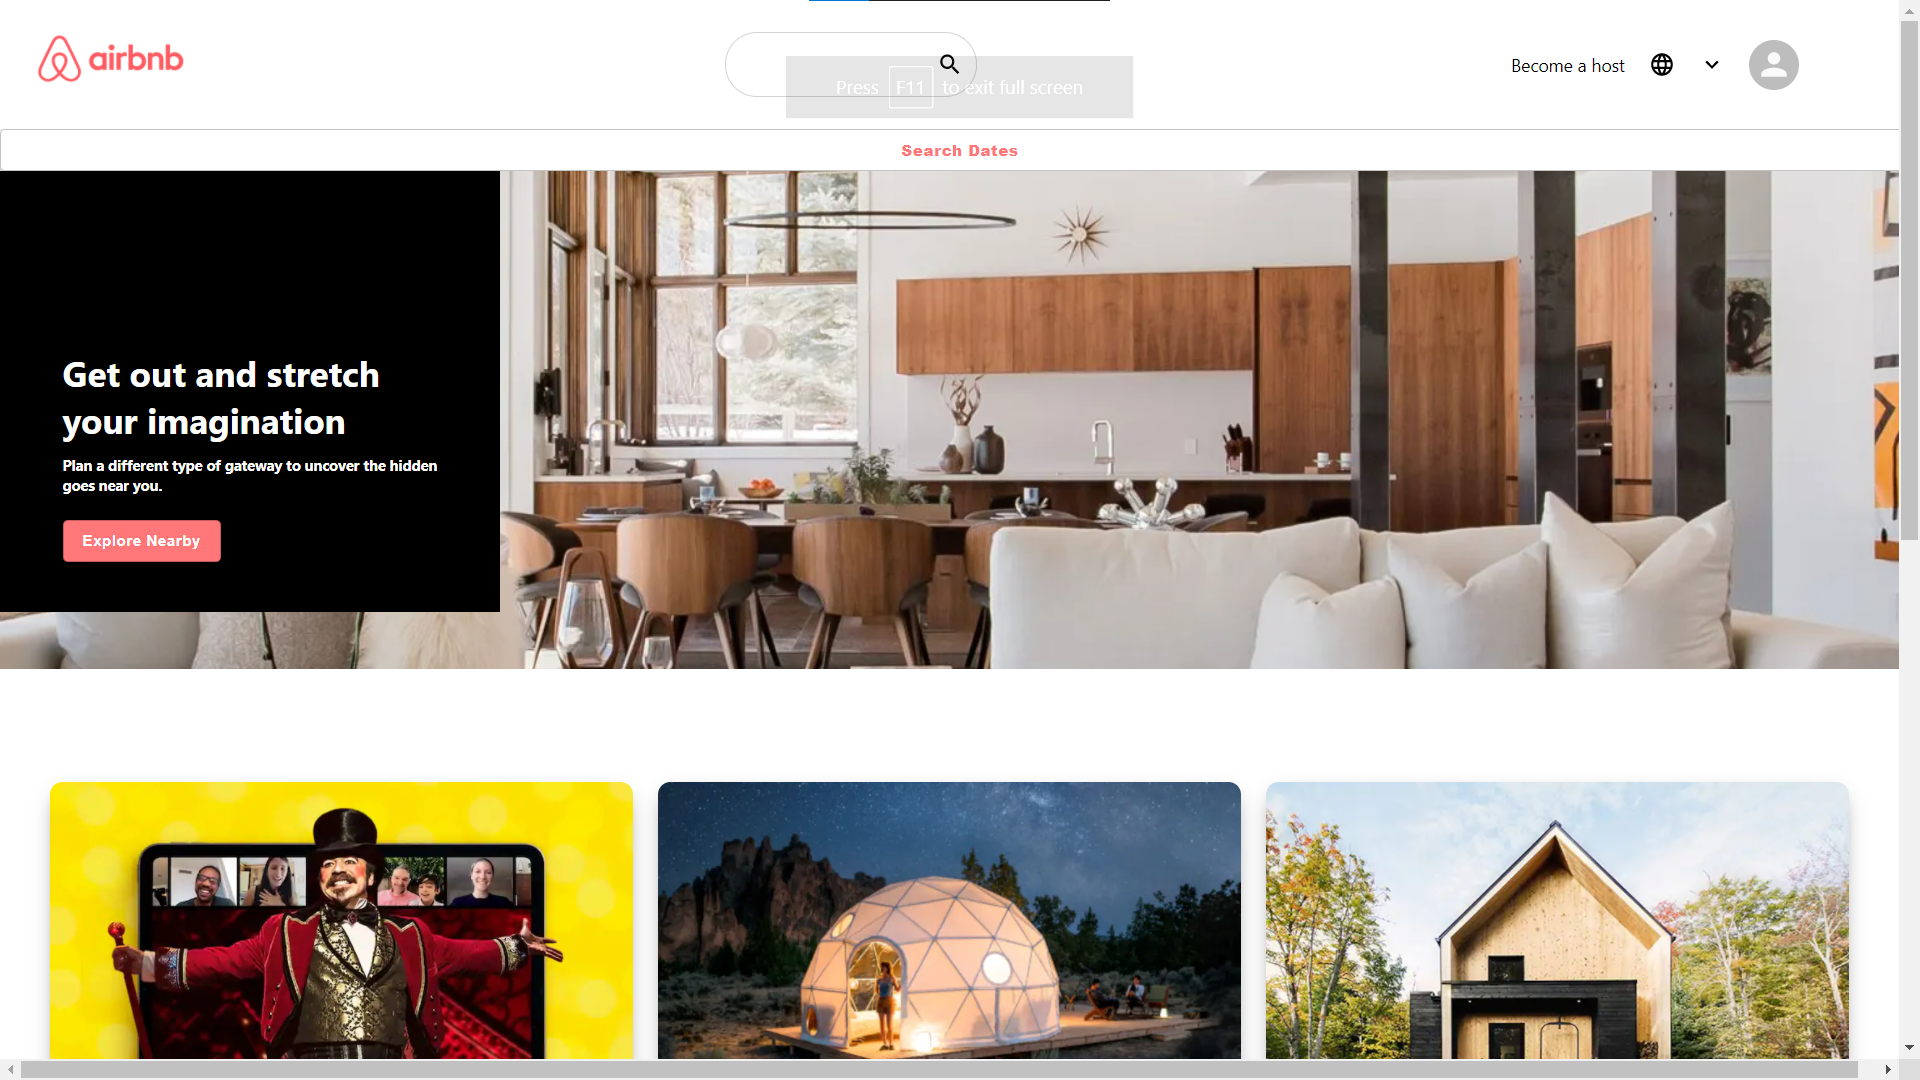 airbnb
Press F11 to exit full screen
Become a host
Search Dates
Get out and stretch
your imagination
Plan a different type of gateway to uncover the hidden
goes near you.
Explore Nearby